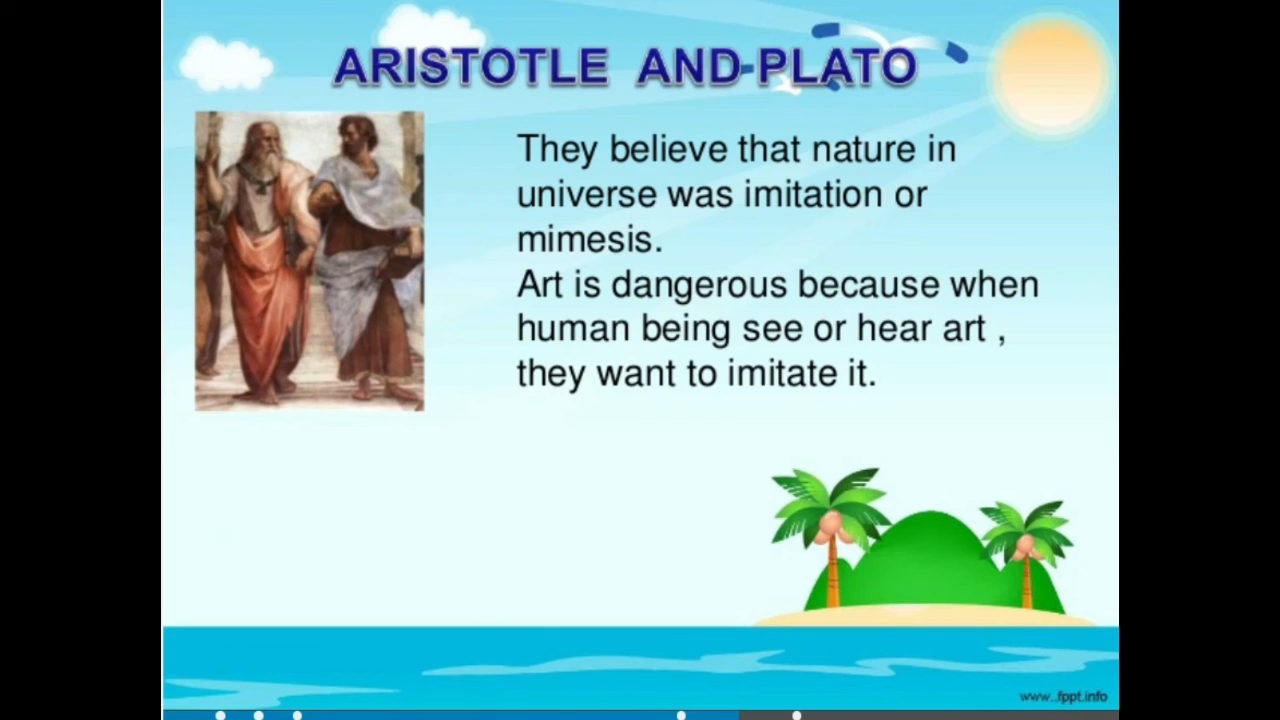 ARISTOTLE AND PLATO
They believe that nature in
universe was imitation or
mimesis.
Art is dangerous because when
human being see or hear art ,
they want to imitate it.
www..fppt.info